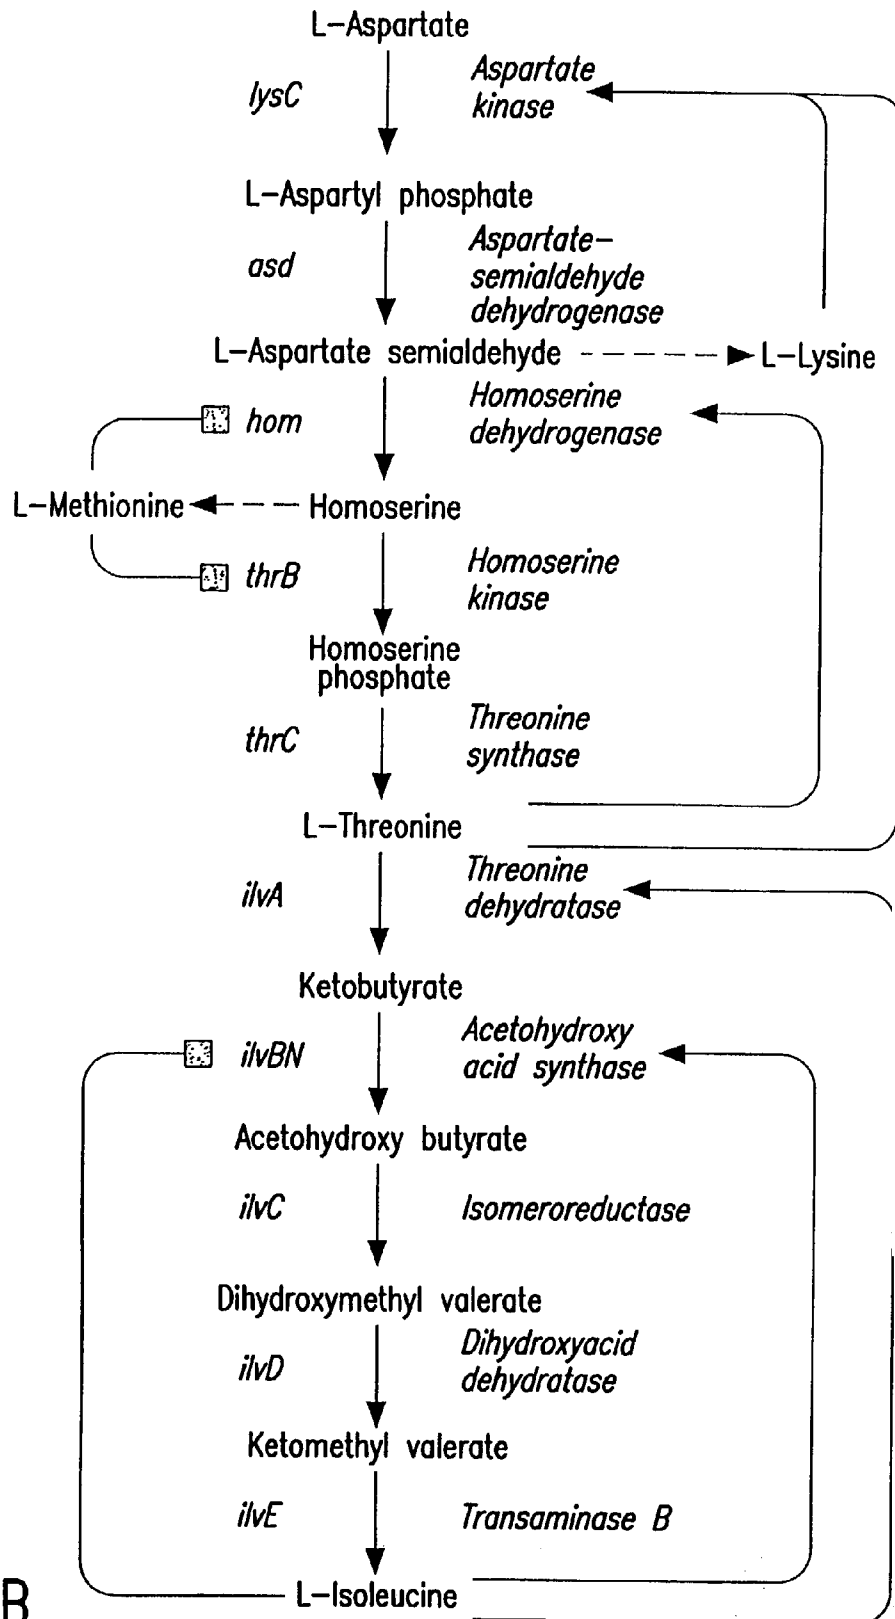 L-Aspartate
lysC
Aspartate
kinase
L-Aspartyl phosphate
asd
Aspartate-
semialdehyde
dehydrogenase
L-Aspartate semialdehyde
L-Lysine
hom
Homoserine
dehydrogenase
L-Methionine
Homoserine
thrB
Homoserine
kinase
Homoserine
phosphate
thrC
Threonine
synthase
L-Threonine
ilvA
Threonine
dehydratase
Ketobutyrate
ilvBN
Acetohydroxy
acid synthase
Acetohydroxy butyrate
ilvC
Isomeroreductase
Dihydroxymethyl valerate
ilvD
Dihydroxyacid
dehydratase
Ketomethyl valerate
ilvE
Transaminase B
L-Isoleucine
B